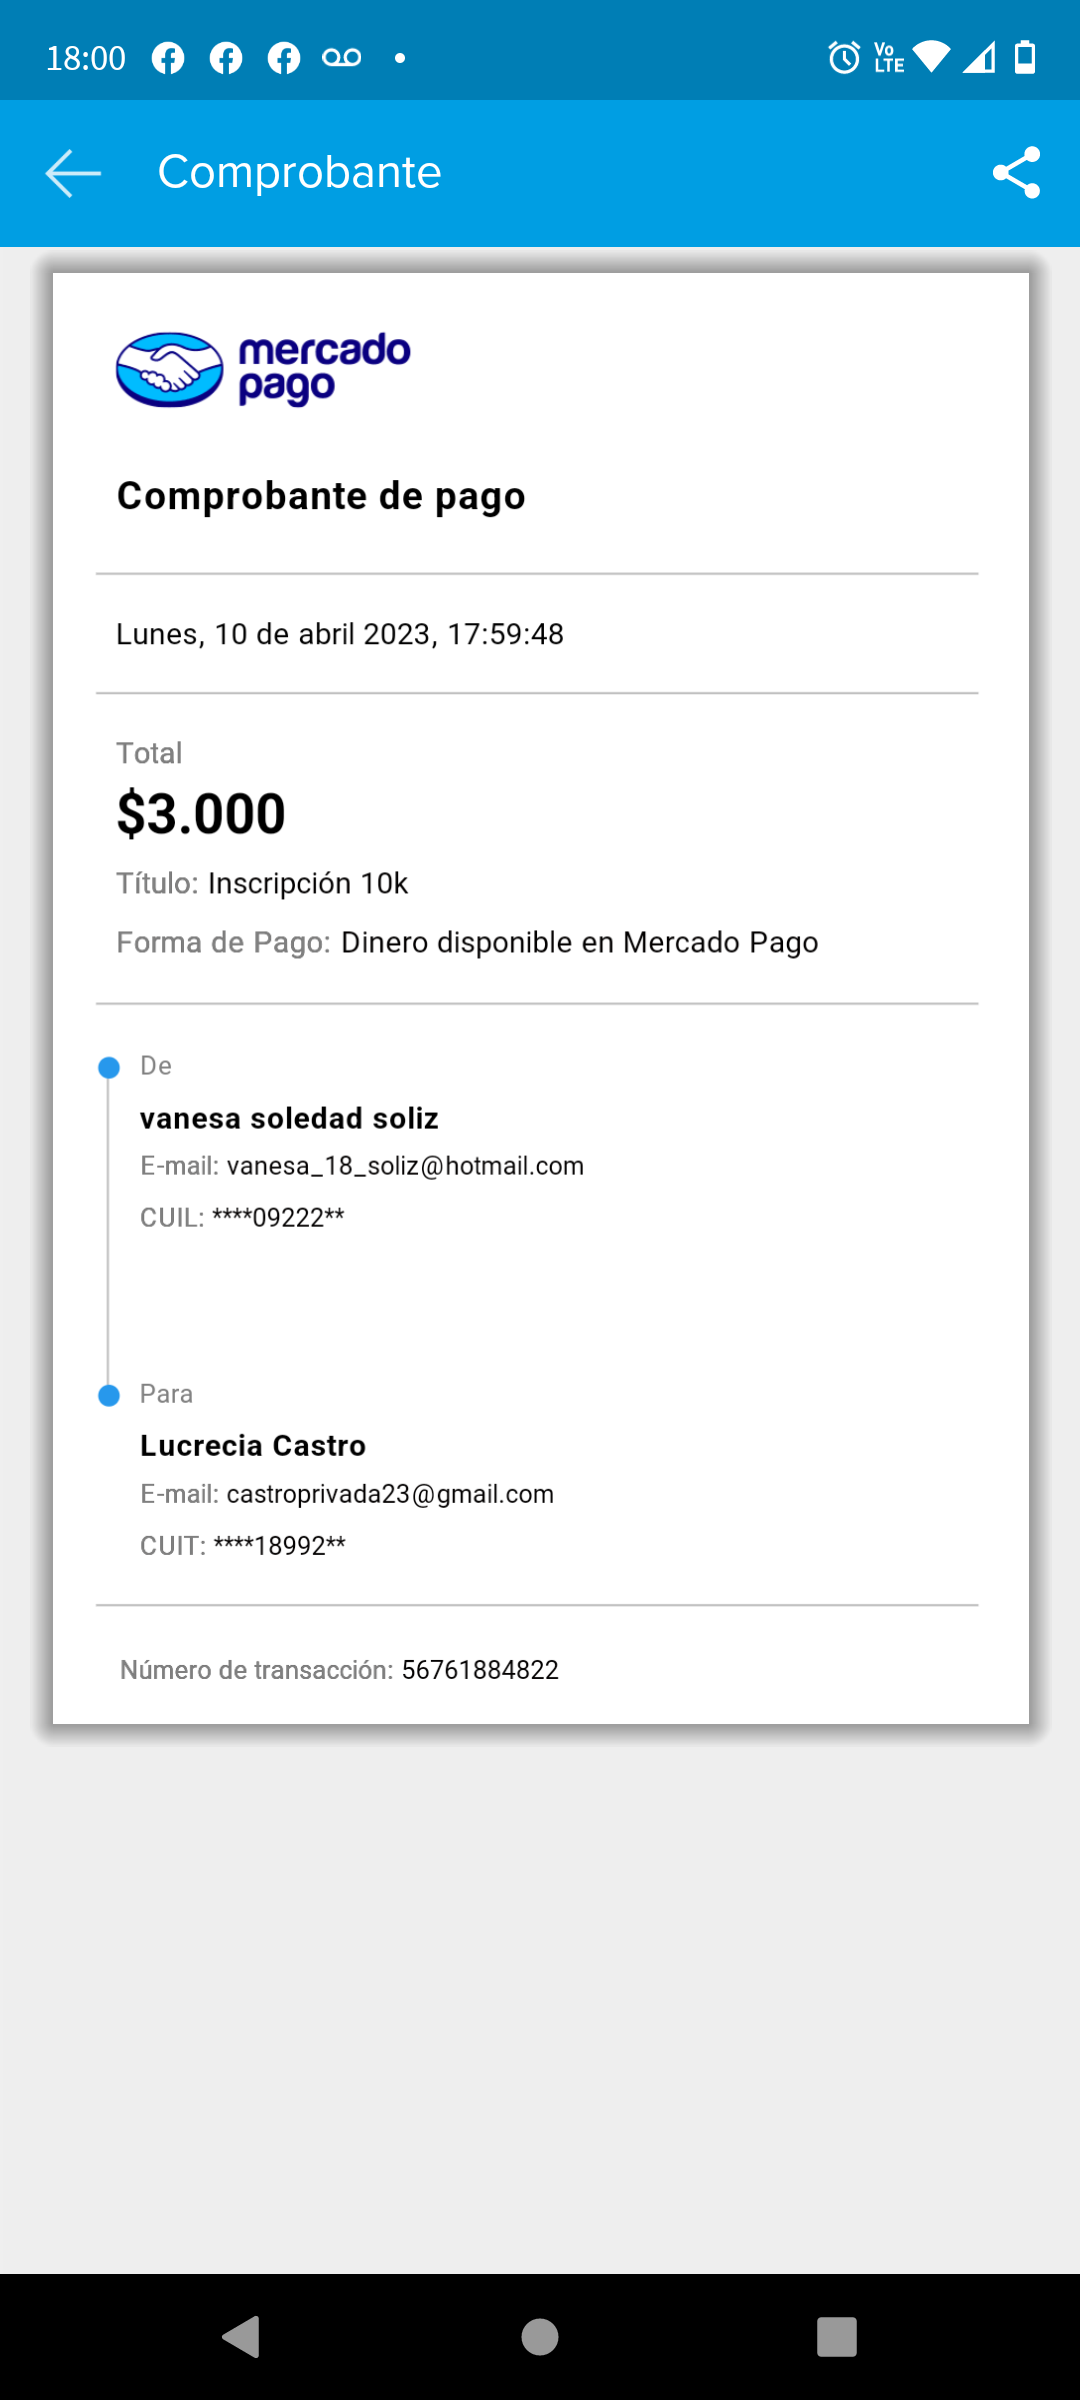 18:00
Vo LTE
Comprobante
mercado
pago
Comprobante de pago
Lunes, 10 de abril 2023, 17:59:48
Total
$3.000
Título: Inscripción 10k
Forma de Pago: Dinero disponible en Mercado Pago
De
vanesa soledad soliz
E-mail: vanesa_18_soliz@hotmail.com
CUIL: ****09222**
Para
Lucrecia Castro
E-mail: castroprivada23@gmail.com
CUIT: ****18992**
Número de transacción: 56761884822